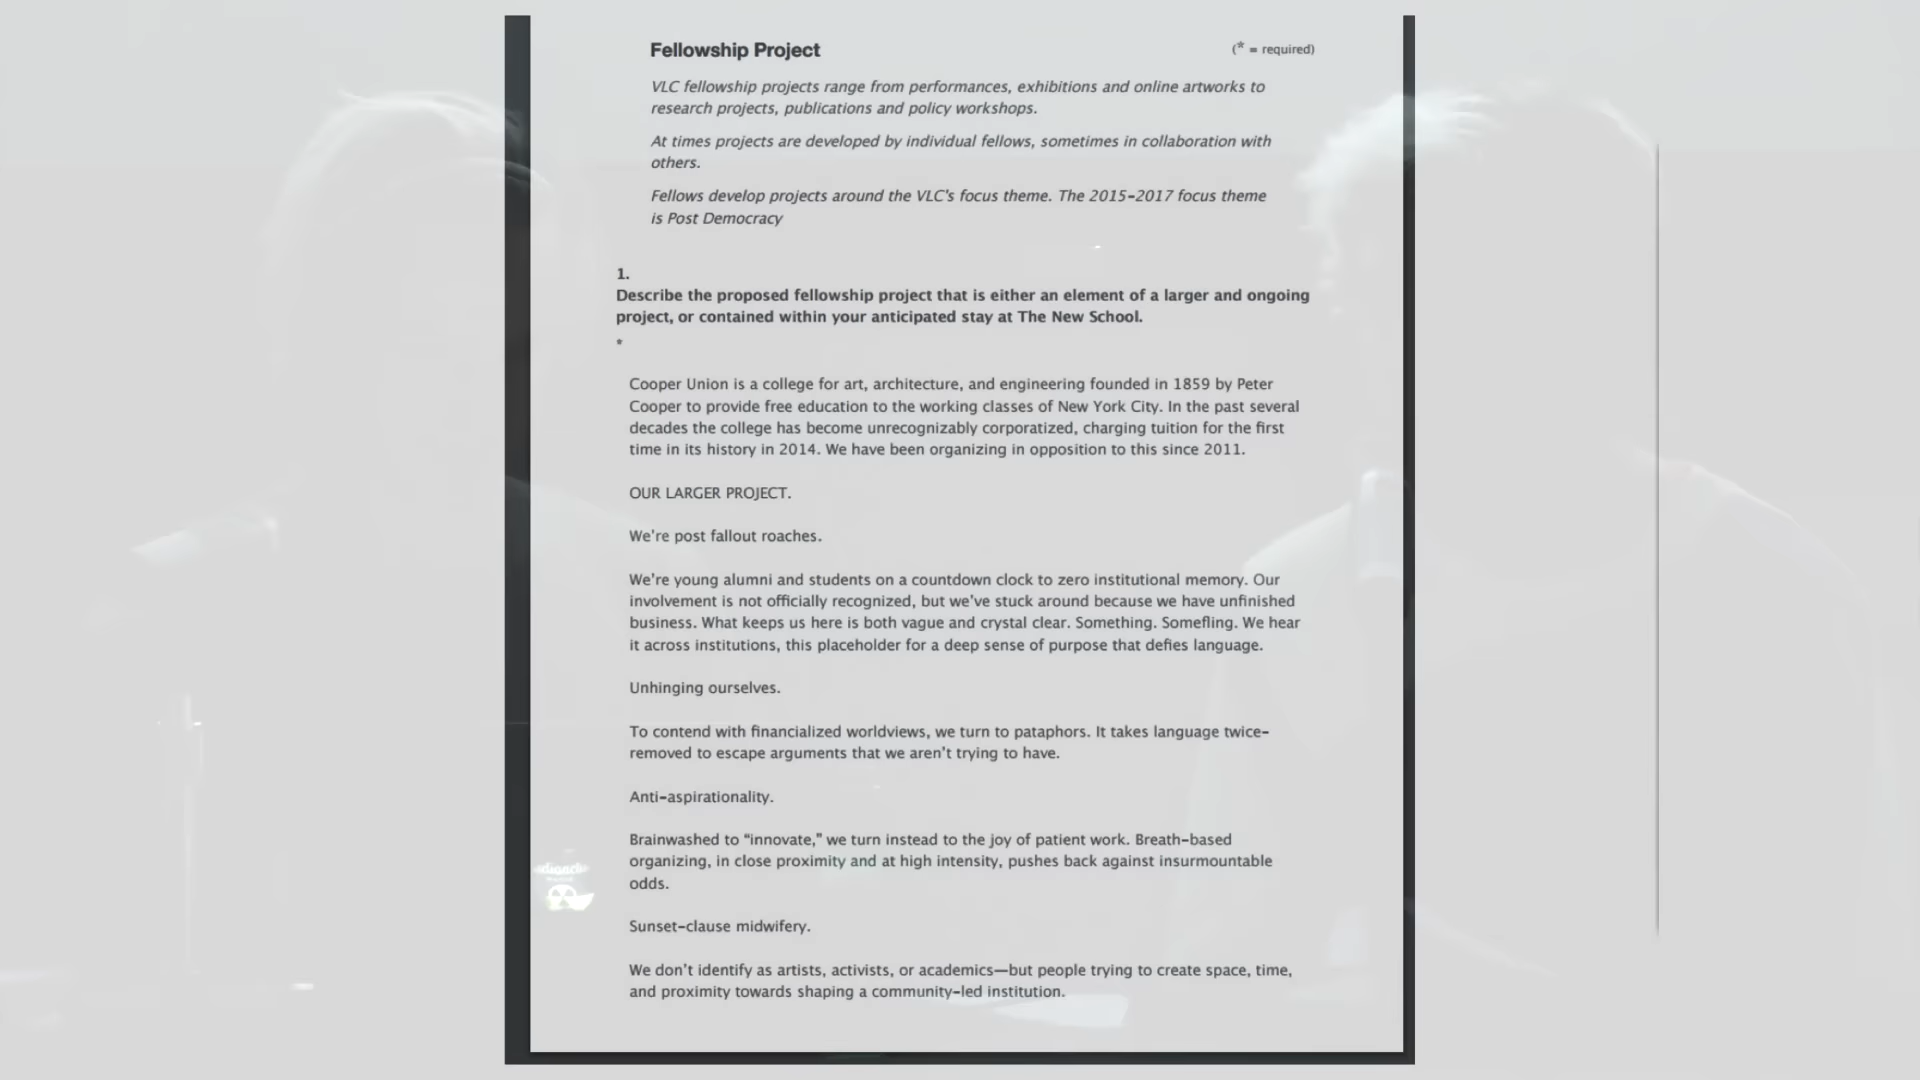 Fellowship Project
(* = required)
VLC fellowship projects range from performances, exhibitions and online artworks to
research projects, publications and policy workshops.
At times projects are developed by individual fellows, sometimes in collaboration with
others.
Fellows develop projects around the VLC's focus theme. The 2015-2017 focus theme
is Post Democracy
1.
Describe the proposed fellowship project that is either an element of a larger and ongoing
project, or contained within your anticipated stay at The New School.
*
Cooper Union is a college for art, architecture, and engineering founded in 1859 by Peter
Cooper to provide free education to the working classes of New York City. In the past several
decades the college has become unrecognizably corporatized, charging tuition for the first
time in its history in 2014. We have been organizing in opposition to this since 2011.
OUR LARGER PROJECT.
We're post fallout roaches.
We're young alumni and students on a countdown clock to zero institutional memory. Our
involvement is not officially recognized, but we've stuck around because we have unfinished
business. What keeps us here is both vague and crystal clear. Something. Somefling. We hear
it across institutions, this placeholder for a deep sense of purpose that defies language.
Unhinging ourselves.
To contend with financialized worldviews, we turn to pataphors. It takes language twice-
removed to escape arguments that we aren't trying to have.
Anti-aspirationality.
Brainwashed to “innovate,” we turn instead to the joy of patient work. Breath-based
organizing, in close proximity and at high intensity, pushes back against insurmountable
odds.
Sunset-clause midwifery.
We don't identify as artists, activists, or academics—but people trying to create space, time,
and proximity towards shaping a community-led institution.